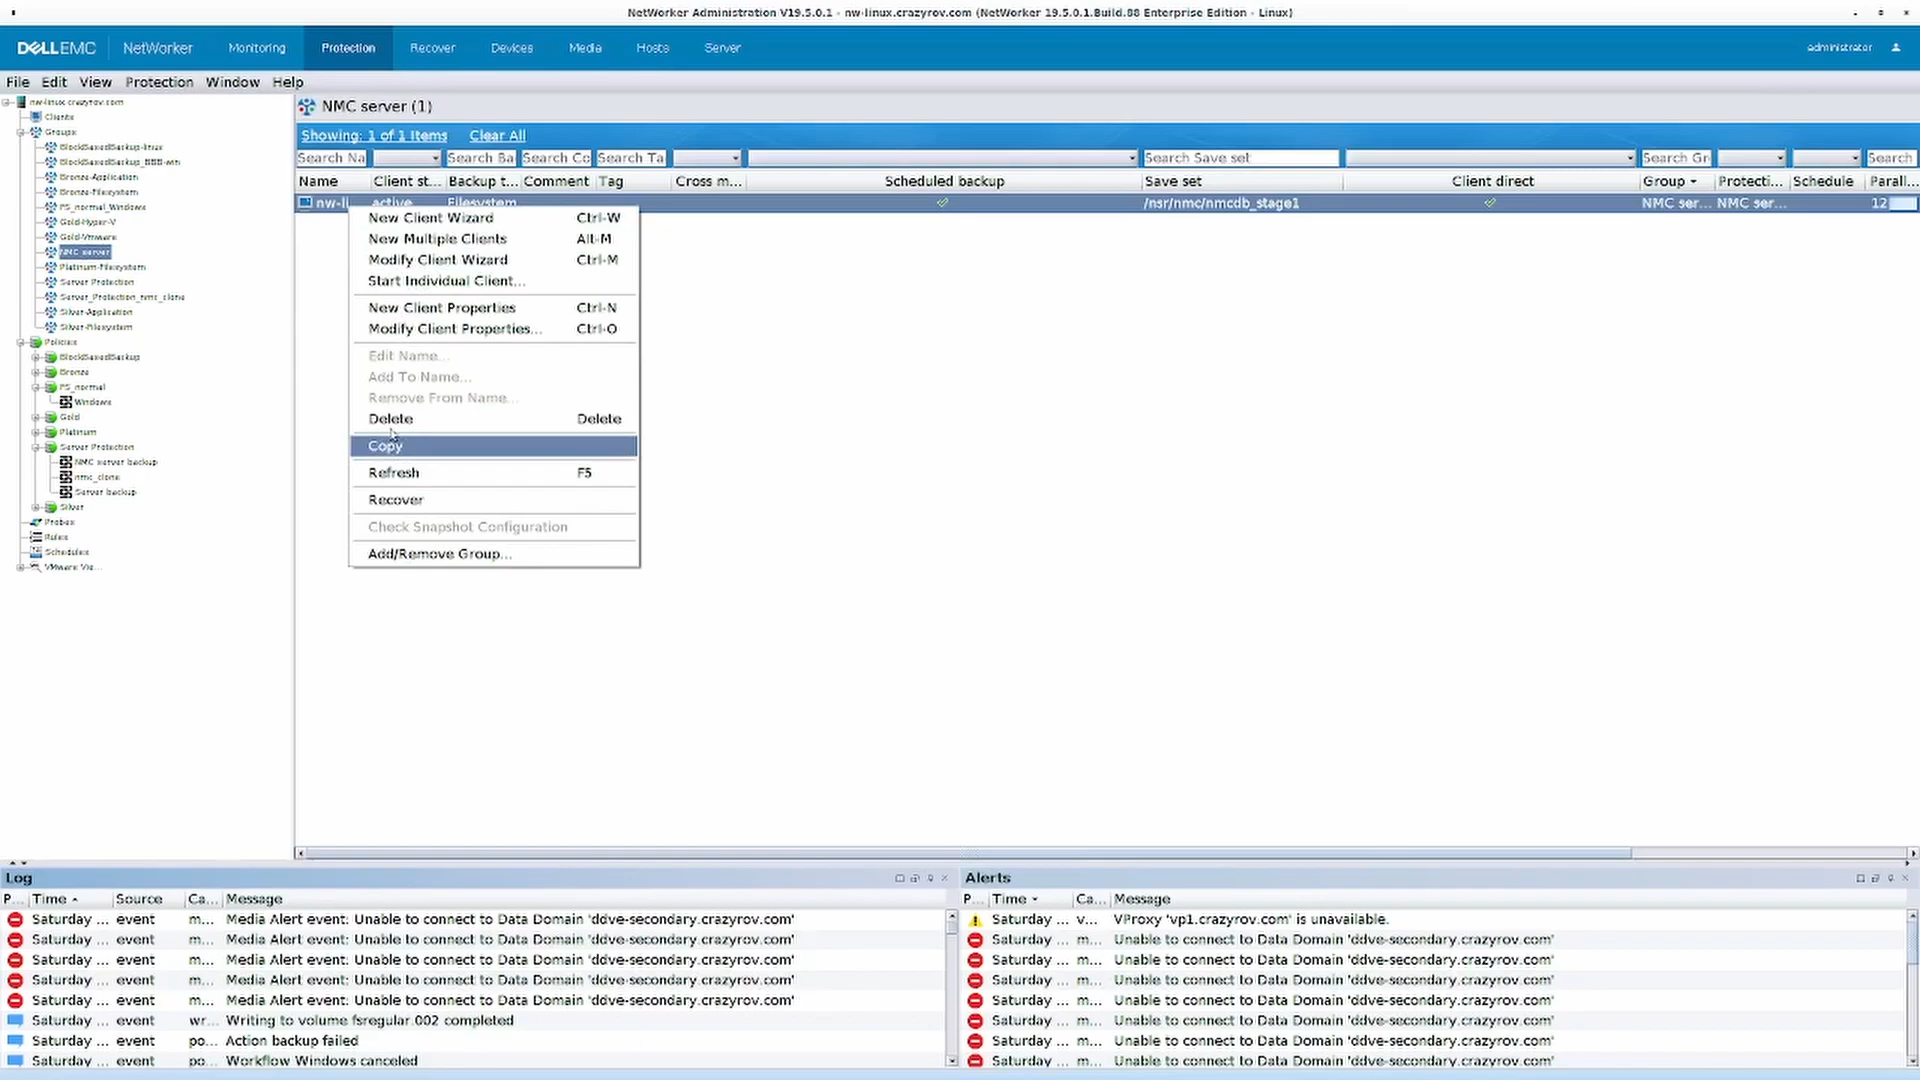 NetWorker Administration V19.5.0.1 - nw-linux.crazyrov.com (NetWorker 19.5.0.1.Build.88 Enterprise Edition - Linux)
DELLEMC NetWorker Monitoring Protection Recover Devices Media Hosts Server administrator
File Edit View Protection Window Help
nw-linux.crazyrov.com
Clients
Groups
BlockBasedBackup-linux
BlockBasedBackup_BBB-win
Bronze-Application
Bronze-Filesystem
FS_normal_Windows
Gold-Hyper-V
Gold-VMware
NMC server
Platinum-Filesystem
Server Protection
Server_Protection_nmc_clone
Silver-Application
Silver-Filesystem
Policies
BlockBasedBackup
Bronze
FS_normal
Windows
Gold
Platinum
Server Protection
NMC server backup
nmc_clone
Server backup
Silver
Probes
Rules
Schedules
VMware Vie...
NMC server (1)
Showing: 1 of 1 Items Clear All
Search Na Search Ba Search Co Search Ta Search Save set Search Gr Search
Name Client st... Backup t... Comment Tag Cross m... Scheduled backup Save set Client direct Group Protecti... Schedule Parall...
nw-li active Filesystem /nsr/nmc/nmcdb_stage1 NMC ser... NMC ser... 12
New Client Wizard Ctrl-W
New Multiple Clients Alt-M
Modify Client Wizard Ctrl-M
Start Individual Client...
New Client Properties Ctrl-N
Modify Client Properties... Ctrl-O
Edit Name...
Add To Name...
Remove From Name...
Delete Delete
Copy
Refresh F5
Recover
Check Snapshot Configuration
Add/Remove Group...
Log
P... Time Source Ca... Message
Saturday ... event m... Media Alert event: Unable to connect to Data Domain 'ddve-secondary.crazyrov.com'
Saturday ... event m... Media Alert event: Unable to connect to Data Domain 'ddve-secondary.crazyrov.com'
Saturday ... event m... Media Alert event: Unable to connect to Data Domain 'ddve-secondary.crazyrov.com'
Saturday ... event m... Media Alert event: Unable to connect to Data Domain 'ddve-secondary.crazyrov.com'
Saturday ... event m... Media Alert event: Unable to connect to Data Domain 'ddve-secondary.crazyrov.com'
Saturday ... event wr... Writing to volume fsregular.002 completed
Saturday ... event po... Action backup failed
Saturday ... event po... Workflow Windows canceled
Alerts
P... Time Ca... Message
Saturday ... v... VProxy 'vp1.crazyrov.com' is unavailable.
Saturday ... m... Unable to connect to Data Domain 'ddve-secondary.crazyrov.com'
Saturday ... m... Unable to connect to Data Domain 'ddve-secondary.crazyrov.com'
Saturday ... m... Unable to connect to Data Domain 'ddve-secondary.crazyrov.com'
Saturday ... m... Unable to connect to Data Domain 'ddve-secondary.crazyrov.com'
Saturday ... m... Unable to connect to Data Domain 'ddve-secondary.crazyrov.com'
Saturday ... m... Unable to connect to Data Domain 'ddve-secondary.crazyrov.com'
Saturday ... m... Unable to connect to Data Domain 'ddve-secondary.crazyrov.com'